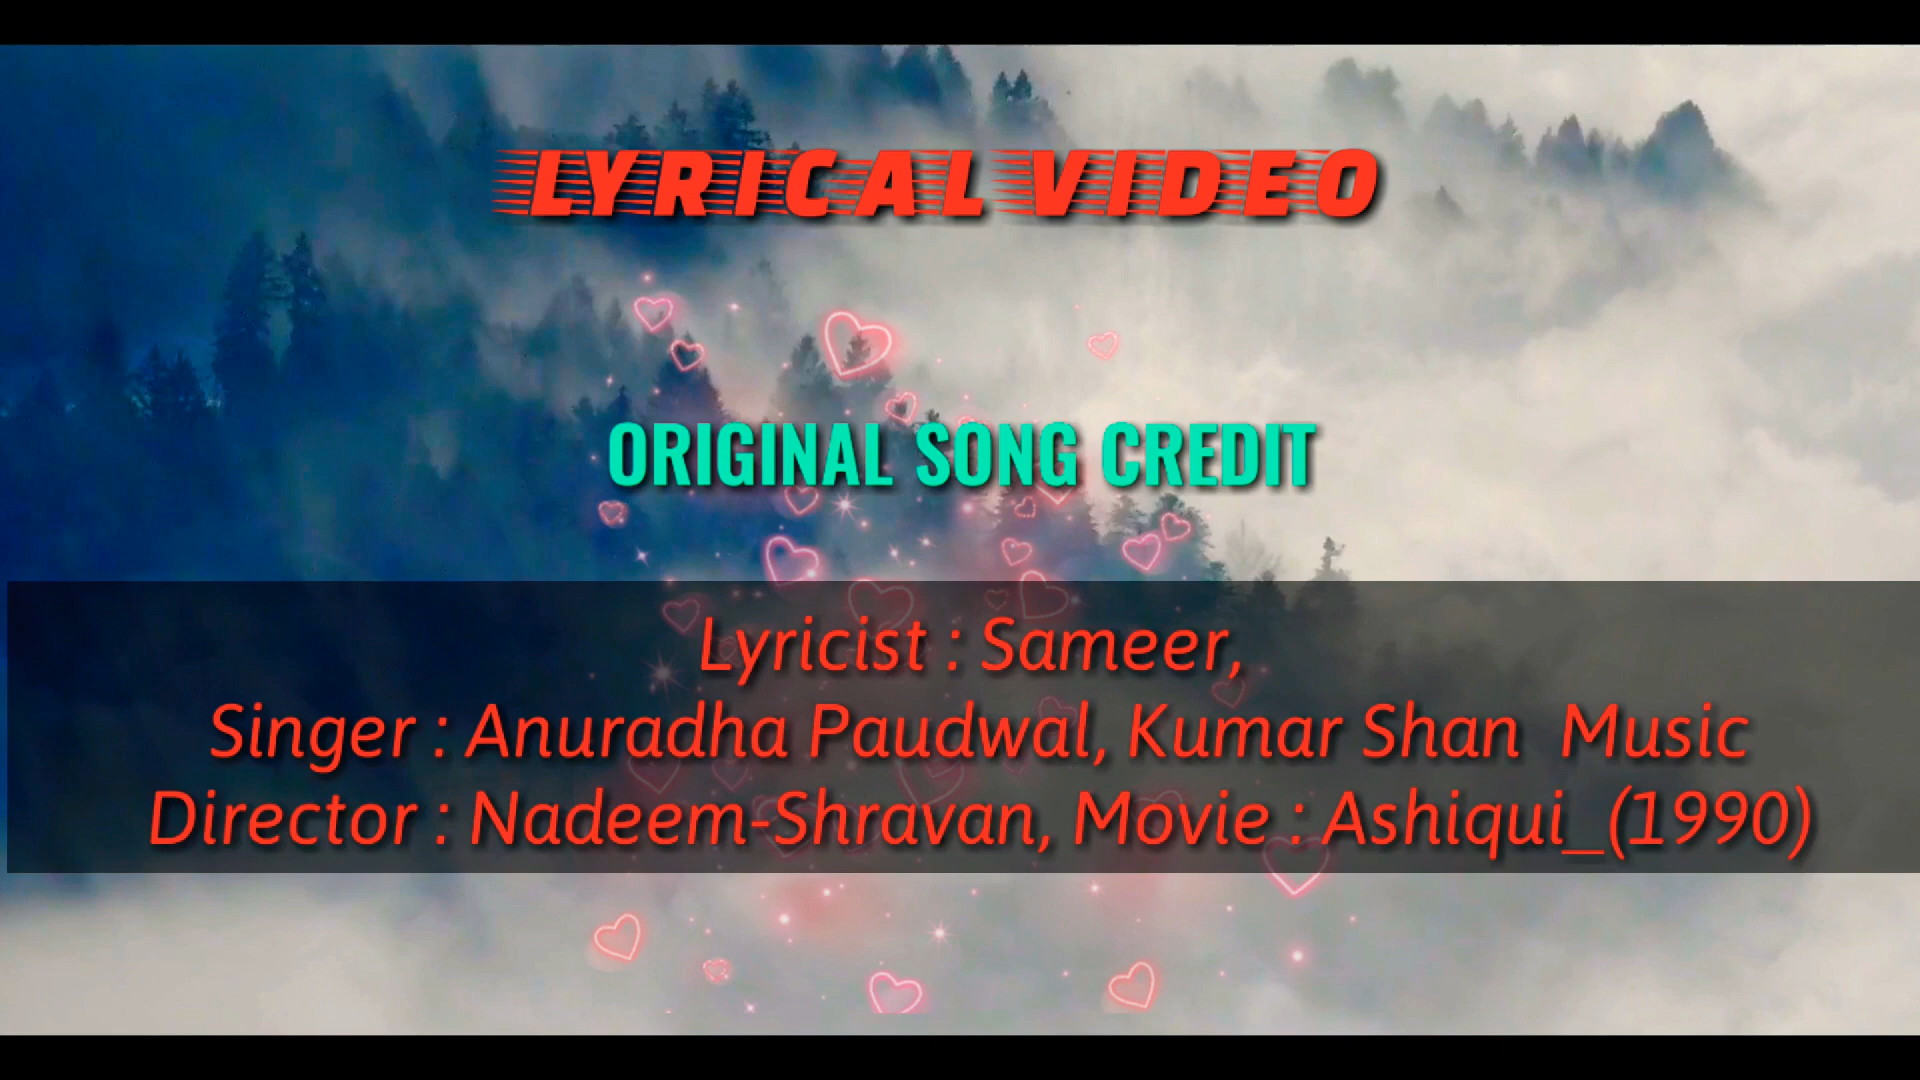 LYRICAL VIDEO
ORIGINAL SONG CREDIT
Lyricist : Sameer,
Singer : Anuradha Paudwal, Kumar Shan Music
Director : Nadeem-Shravan, Movie : Ashiqui_(1990)